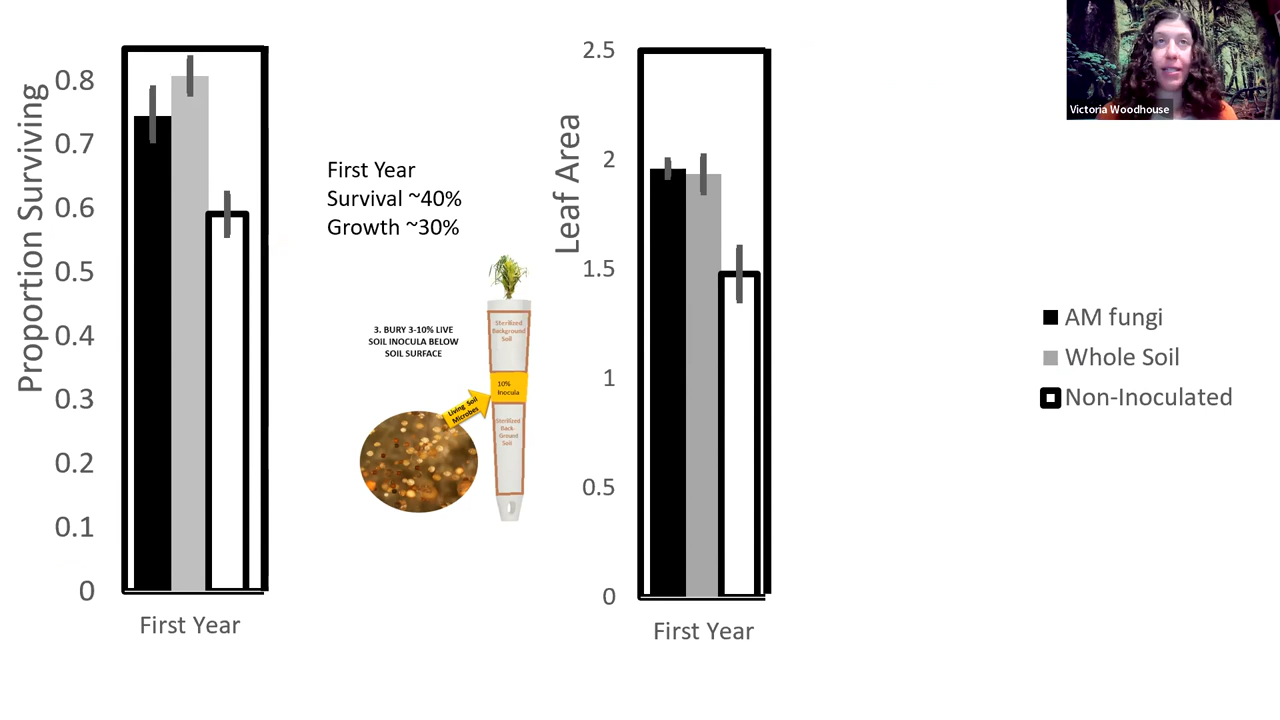 Proportion Surviving
0.8
0.7
0.6
0.5
0.4
0.3
0.2
0.1
0
First Year
First Year
Survival ~40%
Growth ~30%
3. BURY 3-10% LIVE
SOIL INOCULA BELOW
SOIL SURFACE
Living Soil
Microbes
Sterilized
Background
Soil
10%
Inocula
Sterilized
Back-
Ground
Soil
Leaf Area
2.5
2
1.5
1
0.5
0
First Year
AM fungi
Whole Soil
Non-Inoculated
Victoria Woodhouse